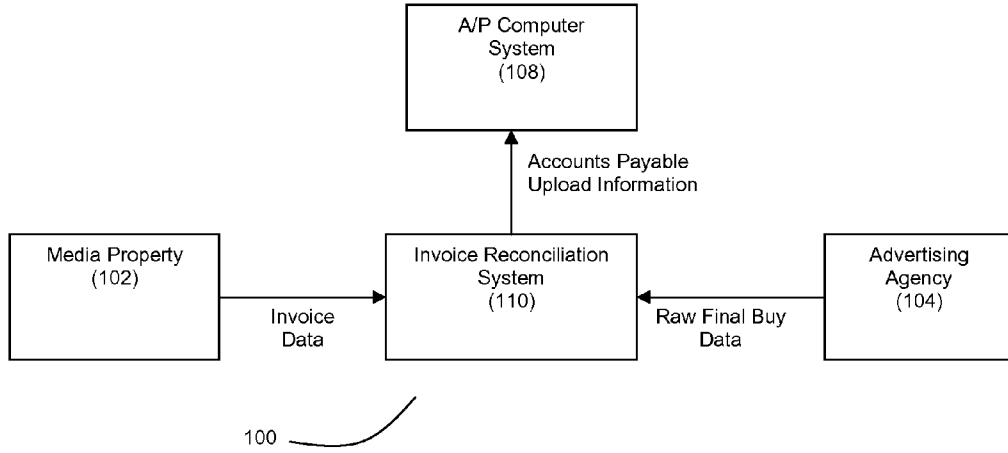 A/P Computer
System
(108)
Accounts Payable
Upload Information
Media Property
(102)
Invoice
Data
Invoice Reconciliation
System
(110)
Raw Final Buy
Data
Advertising
Agency
(104)
100